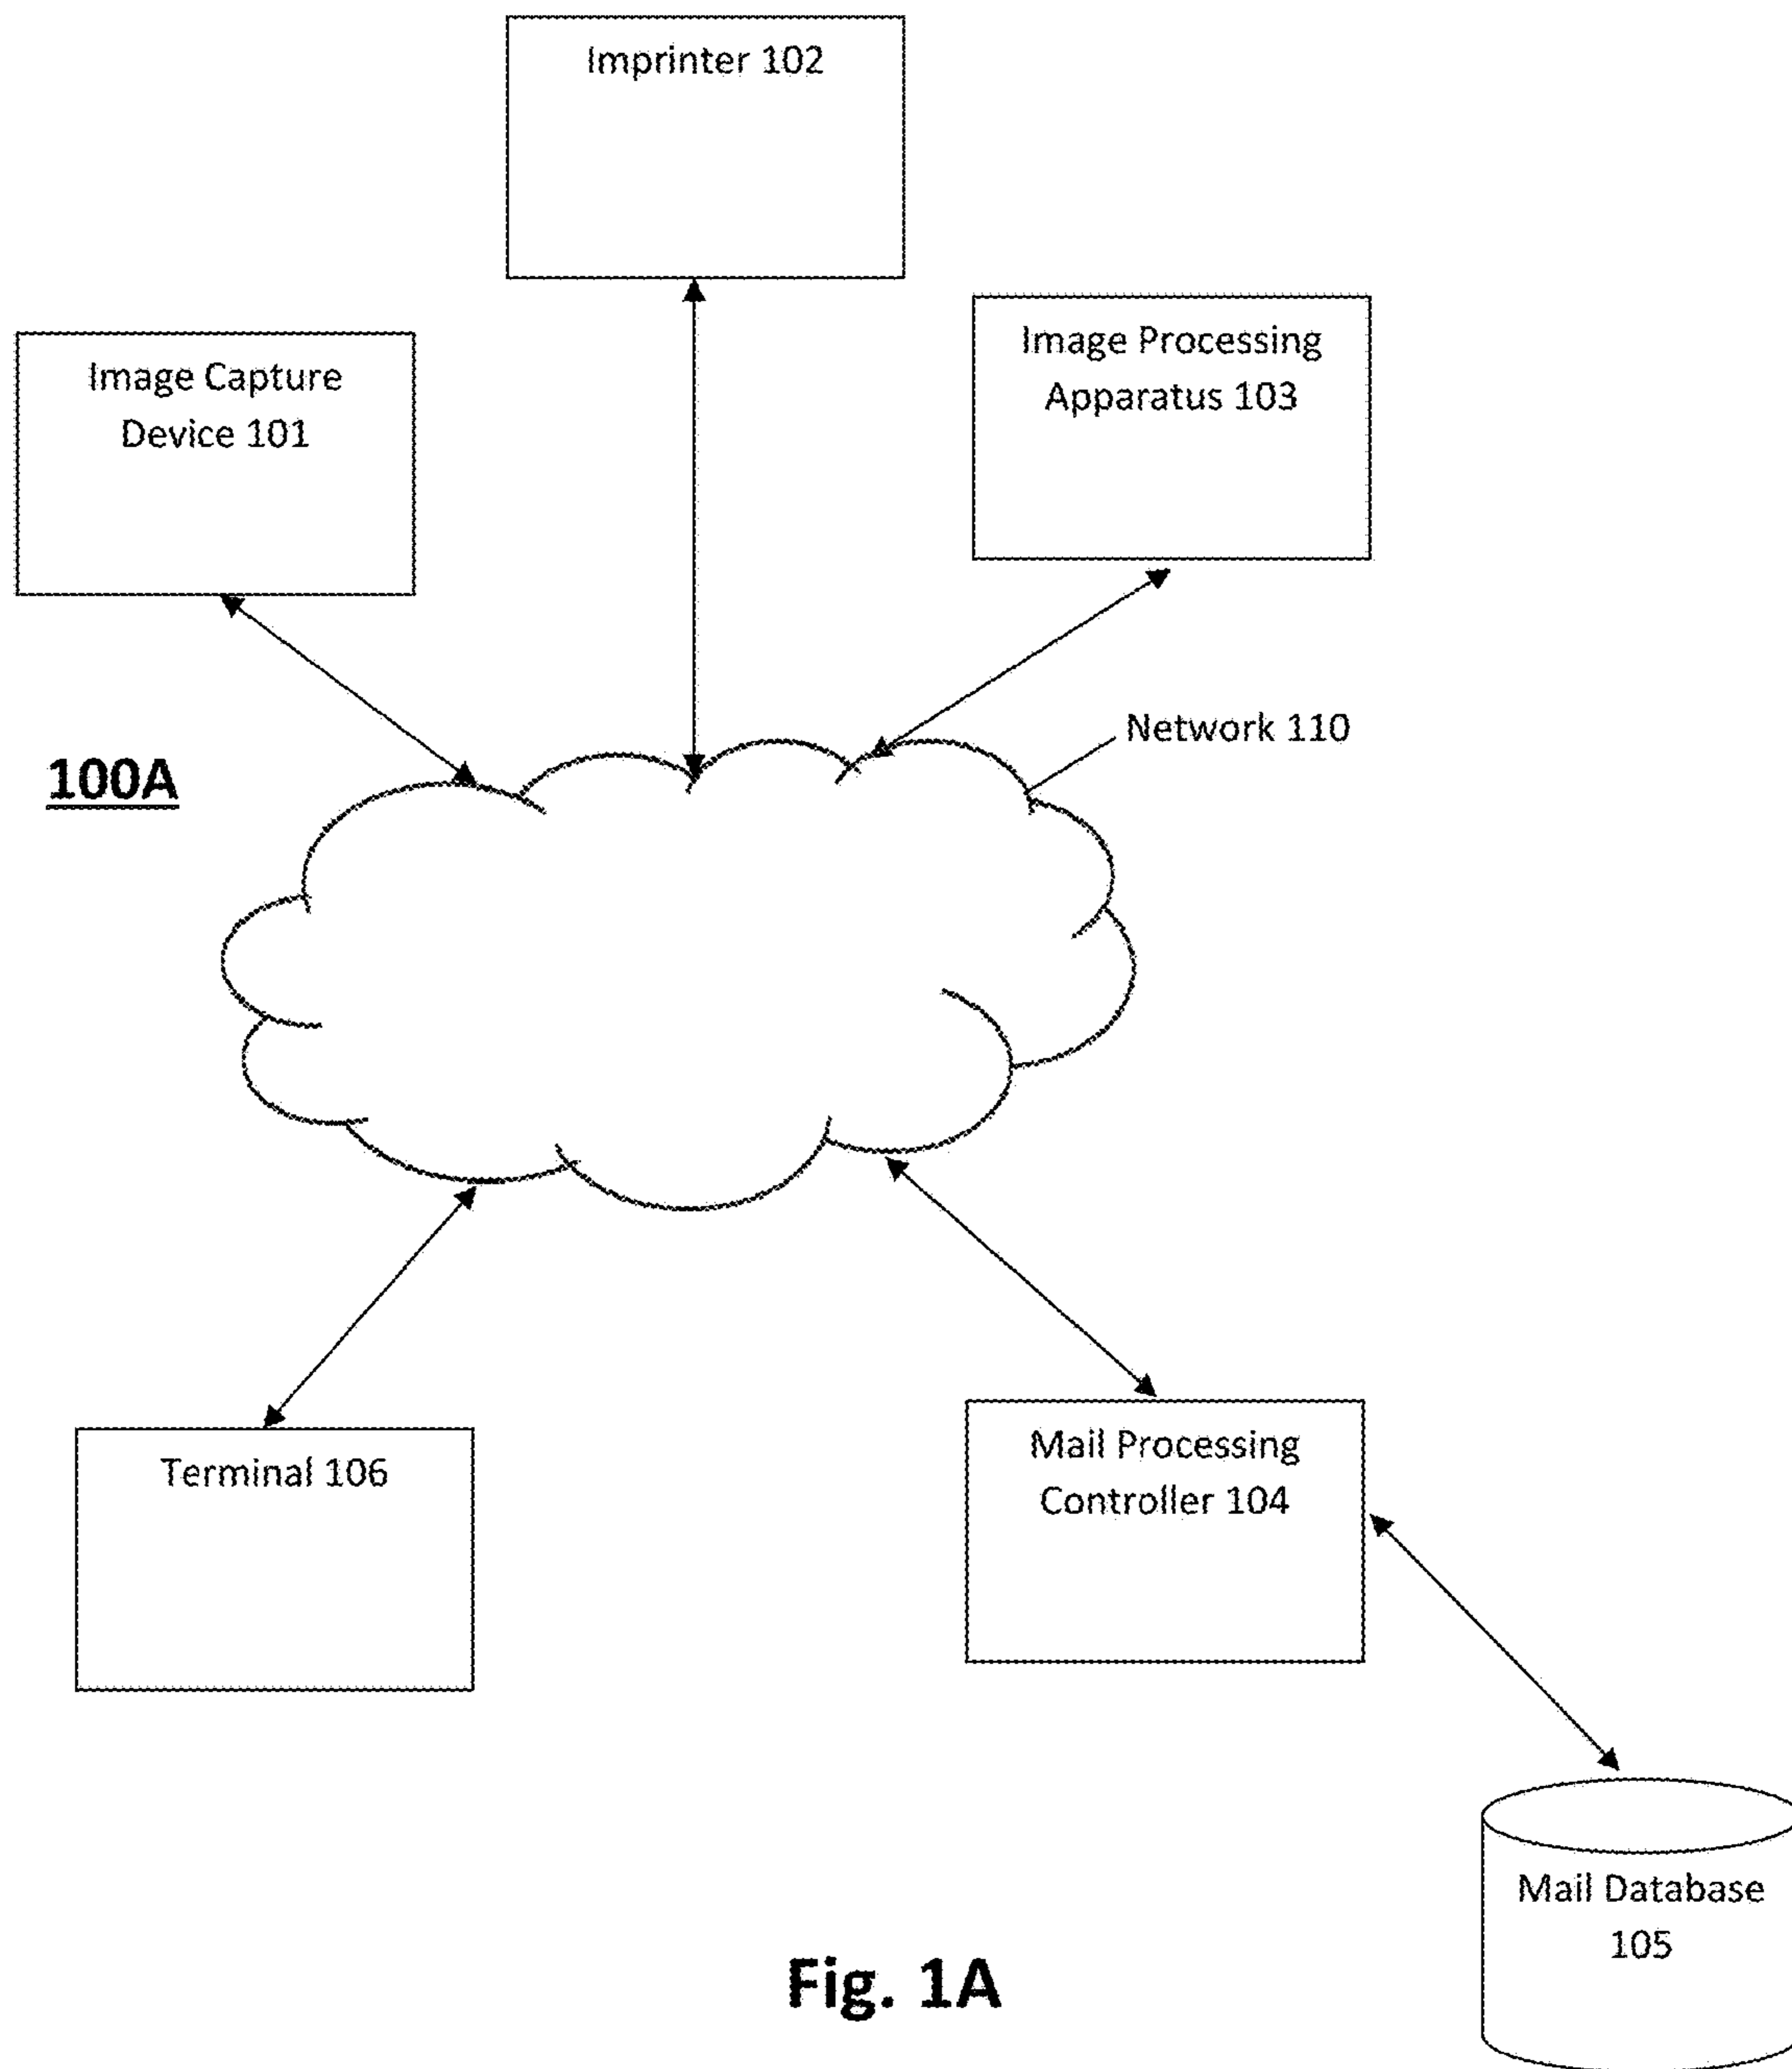 Imprinter 102
Image Capture
Device 101
Image Processing
Apparatus 103
Network 110
100A
Terminal 106
Mail Processing
Controller 104
Mail Database
105
Fig. 1A